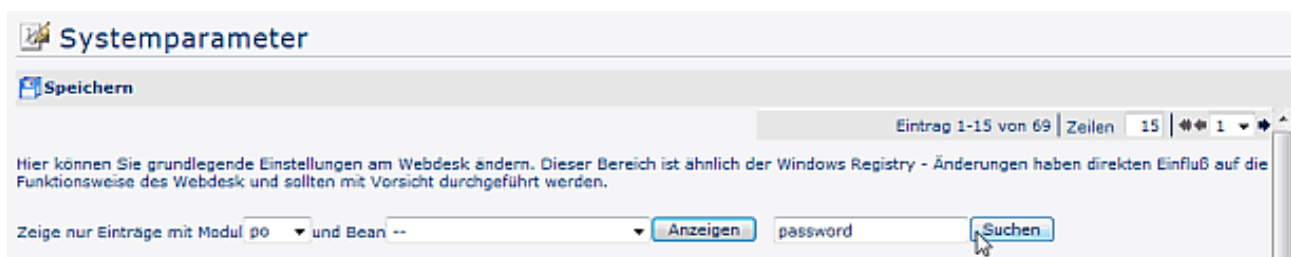 Systemparameter
Speichern
Eintrag 1-15 von 69 Zeilen 15 1
Hier können Sie grundlegende Einstellungen am Webdesk ändern. Dieser Bereich ist ähnlich der Windows Registry - Änderungen haben direkten Einfluß auf die
Funktionsweise des Webdesk und sollten mit Vorsicht durchgeführt werden.
Zeige nur Einträge mit Modul po und Bean -- Anzeigen password Suchen